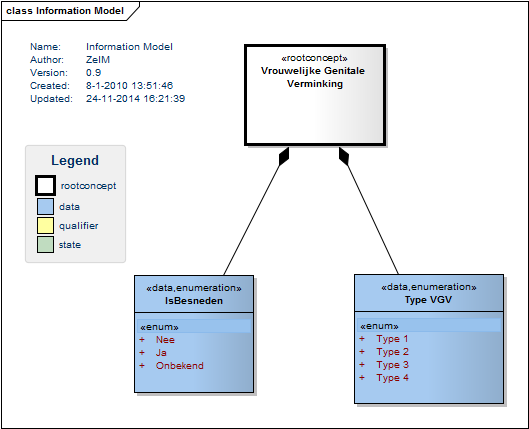 class Information Model
Name: Information Model
Author: ZeIM
Version: 0.9
Created: 8-1-2010 13:51:46
Updated: 24-11-2014 16:21:39
«rootconcept»
Vrouwelijke Genitale
Verminking
Legend
rootconcept
data
qualifier
state
«data,enumeration»
IsBesneden
«enum»
+ Nee
+ Ja
+ Onbekend
«data,enumeration»
Type VGV
«enum»
+ Type 1
+ Type 2
+ Type 3
+ Type 4